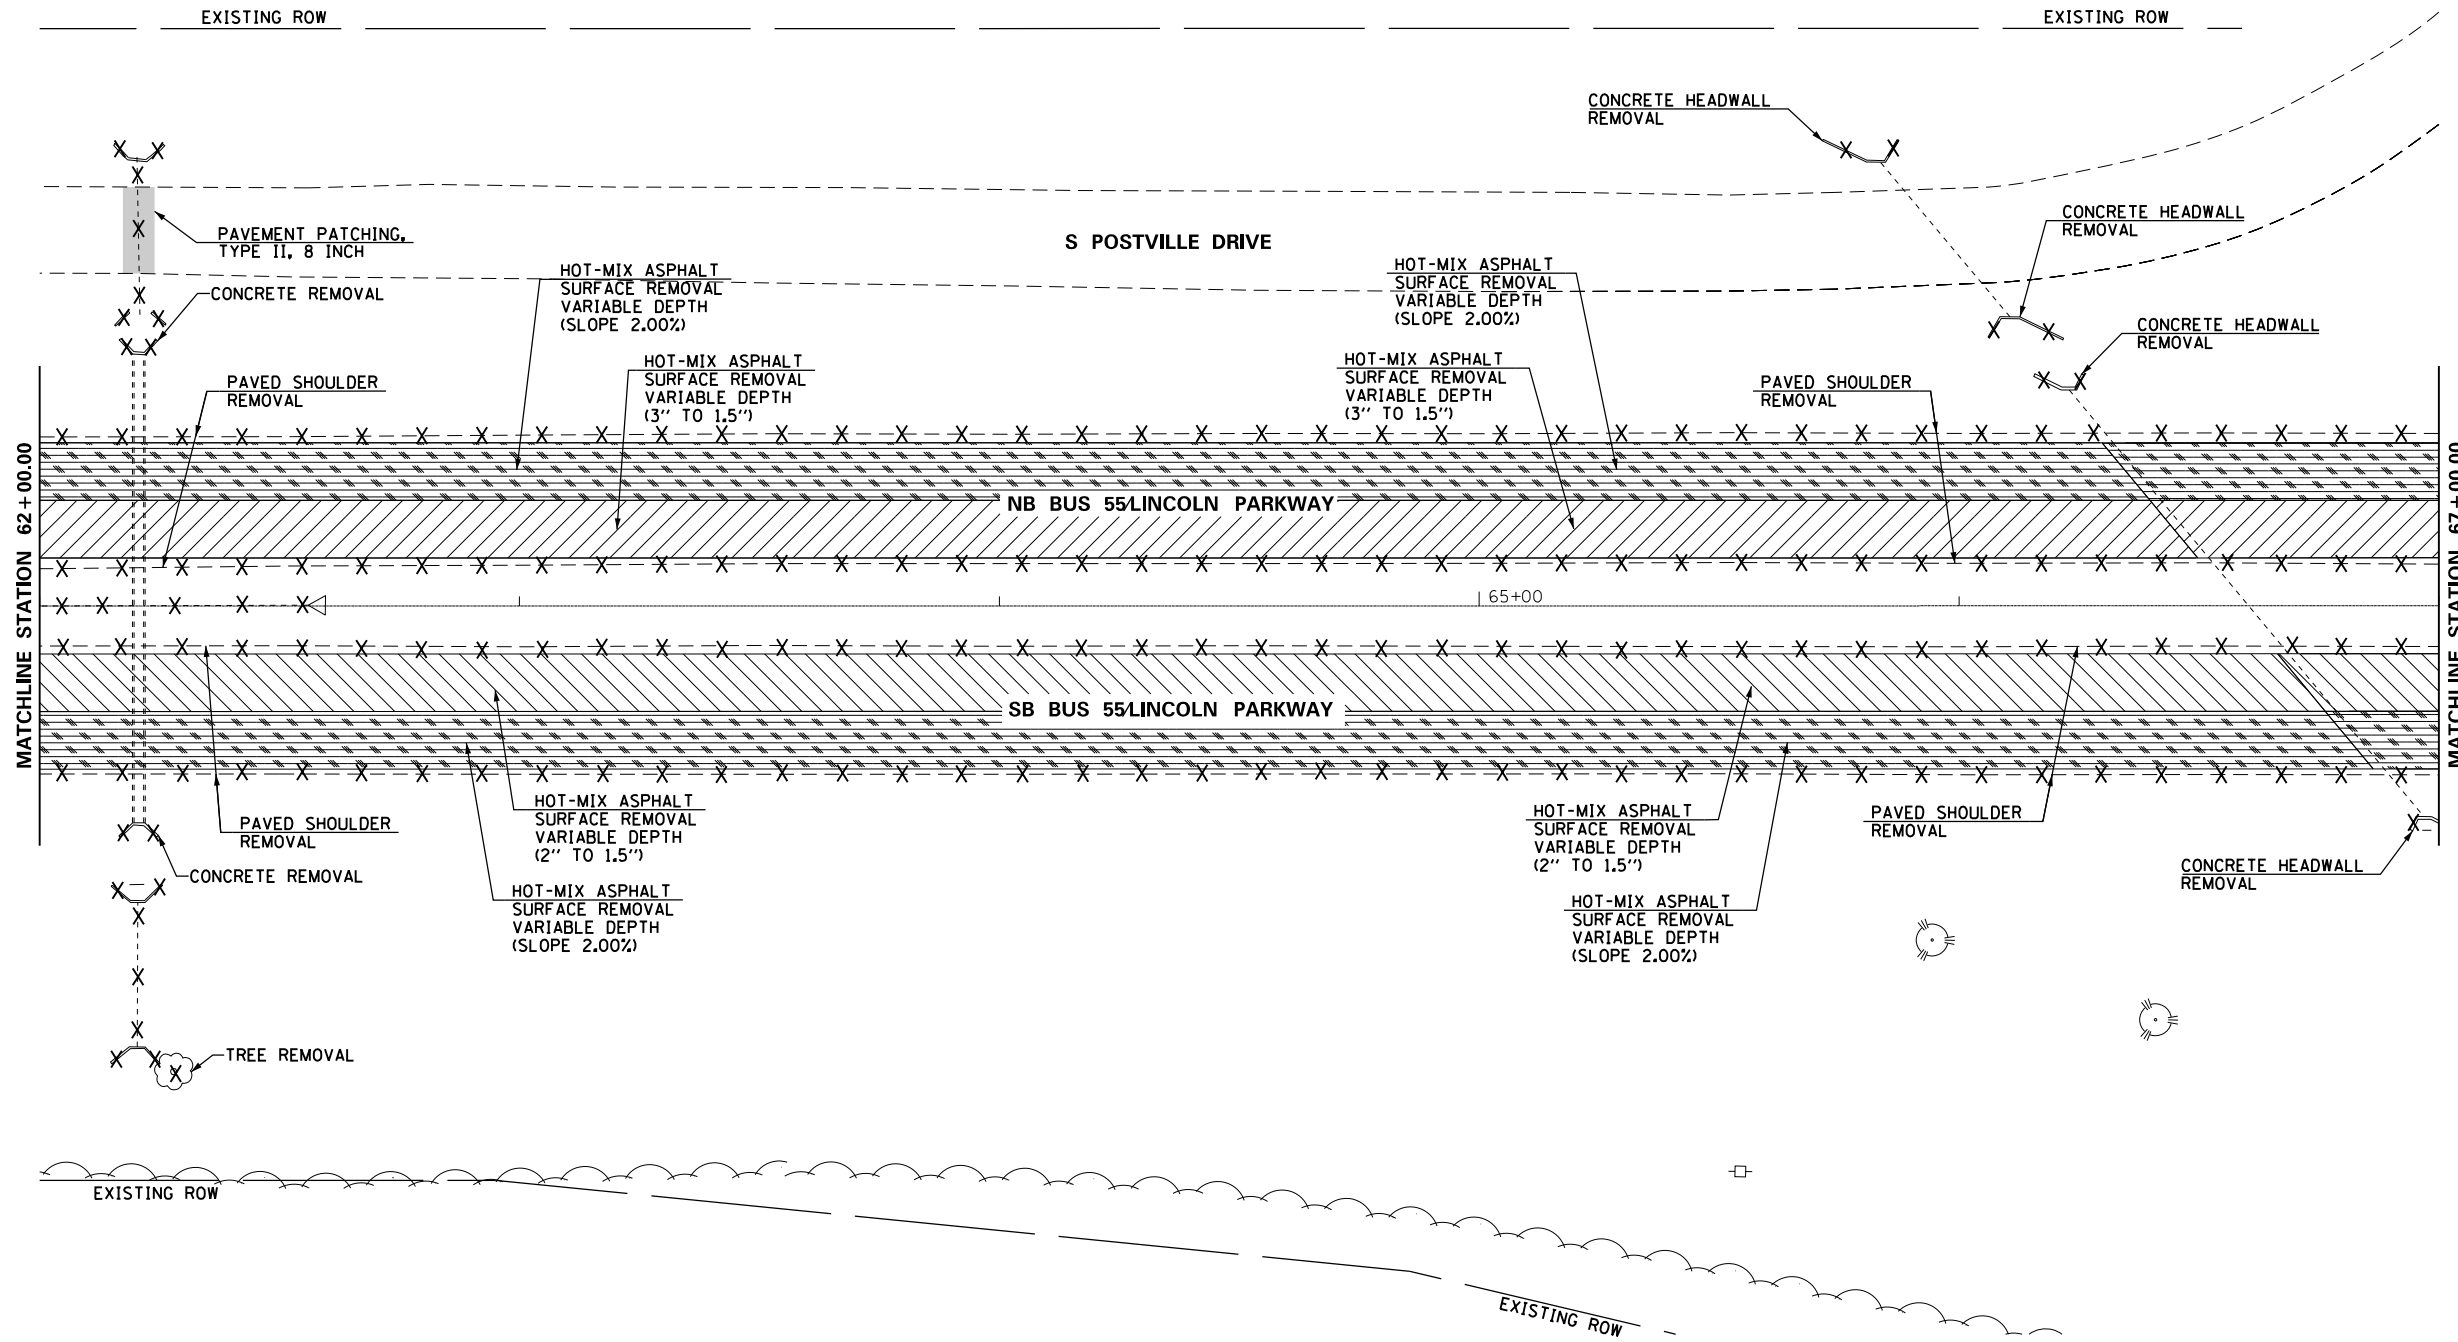 EXISTING ROW
EXISTING ROW
CONCRETE HEADWALL
REMOVAL
PAVEMENT PATCHING,
TYPE II, 8 INCH
S POSTVILLE DRIVE
CONCRETE HEADWALL
REMOVAL
CONCRETE REMOVAL
HOT-MIX ASPHALT
SURFACE REMOVAL
VARIABLE DEPTH
(SLOPE 2.00%)
HOT-MIX ASPHALT
SURFACE REMOVAL
VARIABLE DEPTH
(SLOPE 2.00%)
CONCRETE HEADWALL
REMOVAL
PAVED SHOULDER
REMOVAL
HOT-MIX ASPHALT
SURFACE REMOVAL
VARIABLE DEPTH
(3'' TO 1.5'')
HOT-MIX ASPHALT
SURFACE REMOVAL
VARIABLE DEPTH
(3'' TO 1.5'')
PAVED SHOULDER
REMOVAL
MATCHLINE STATION 62+00.00
NB BUS 55/LINCOLN PARKWAY
65+00
SB BUS 55/LINCOLN PARKWAY
MATCHLINE STATION 67+00.00
PAVED SHOULDER
REMOVAL
HOT-MIX ASPHALT
SURFACE REMOVAL
VARIABLE DEPTH
(2'' TO 1.5'')
HOT-MIX ASPHALT
SURFACE REMOVAL
VARIABLE DEPTH
(2'' TO 1.5'')
PAVED SHOULDER
REMOVAL
CONCRETE REMOVAL
HOT-MIX ASPHALT
SURFACE REMOVAL
VARIABLE DEPTH
(SLOPE 2.00%)
HOT-MIX ASPHALT
SURFACE REMOVAL
VARIABLE DEPTH
(SLOPE 2.00%)
CONCRETE HEADWALL
REMOVAL
TREE REMOVAL
EXISTING ROW
EXISTING ROW